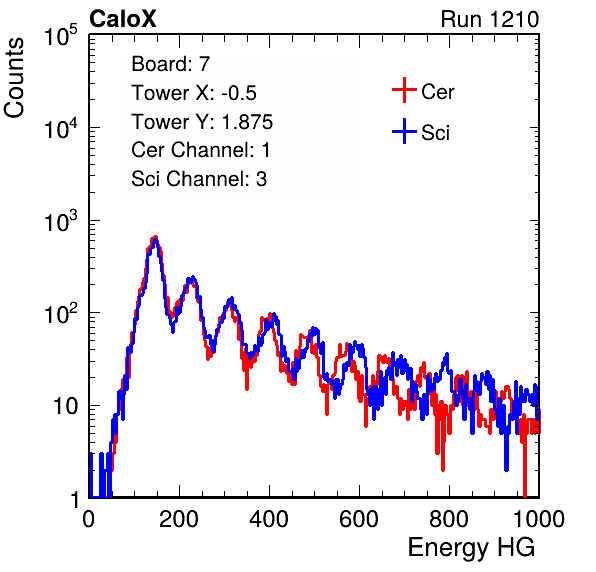 CaloX Run 1210
Counts
Board: 7
Tower X: -0.5
Tower Y: 1.875
Cer Channel: 1
Sci Channel: 3
Cer
Sci
10^5
10^4
10^3
10^2
10
1
0 200 400 600 800 1000
Energy HG